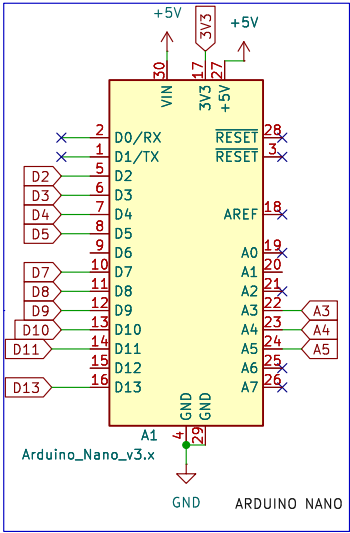 +5V
3V3
+5V
30
17
27
VIN
3V3
+5V
2 D0/RX RESET 28
1 D1/TX RESET 3
D2 5 D2
D3 6 D3
D4 7 D4 AREF 18
D5 8 D5
9 D6 A0 19
D7 10 D7 A1 20
D8 11 D8 A2 21
D9 12 D9 A3 22 A3
D10 13 D10 A4 23 A4
D11 14 D11 A5 24 A5
15 D12 A6 25
D13 16 D13 A7 26
GND
GND
A1
4
29
Arduino_Nano_v3.x
GND
ARDUINO NANO